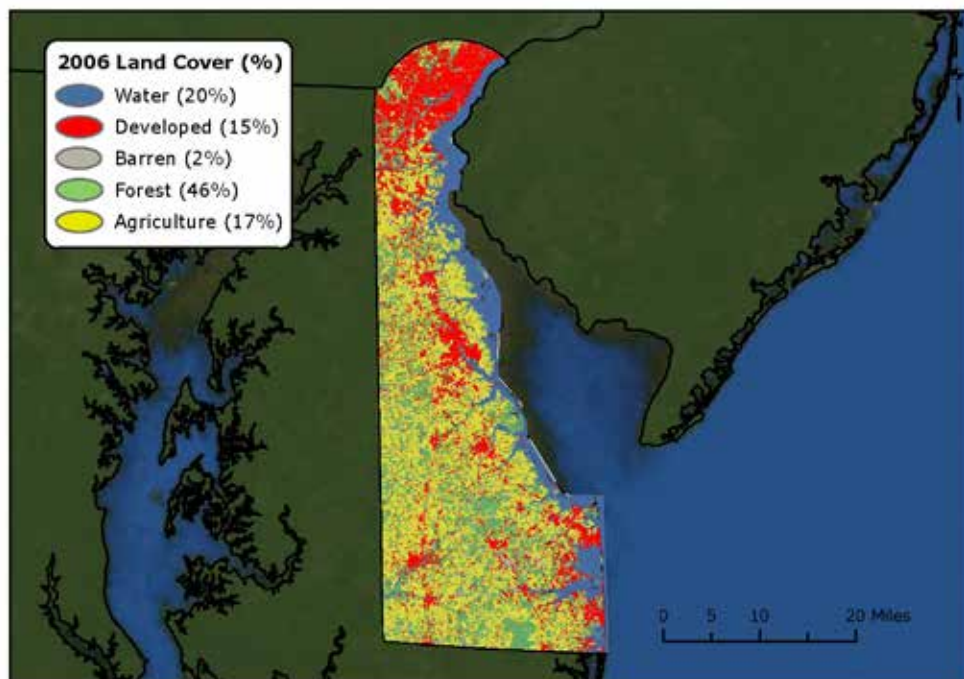 2006 Land Cover (%)
Water (20%)
Developed (15%)
Barren (2%)
Forest (46%)
Agriculture (17%)
0 5 10 20 Miles